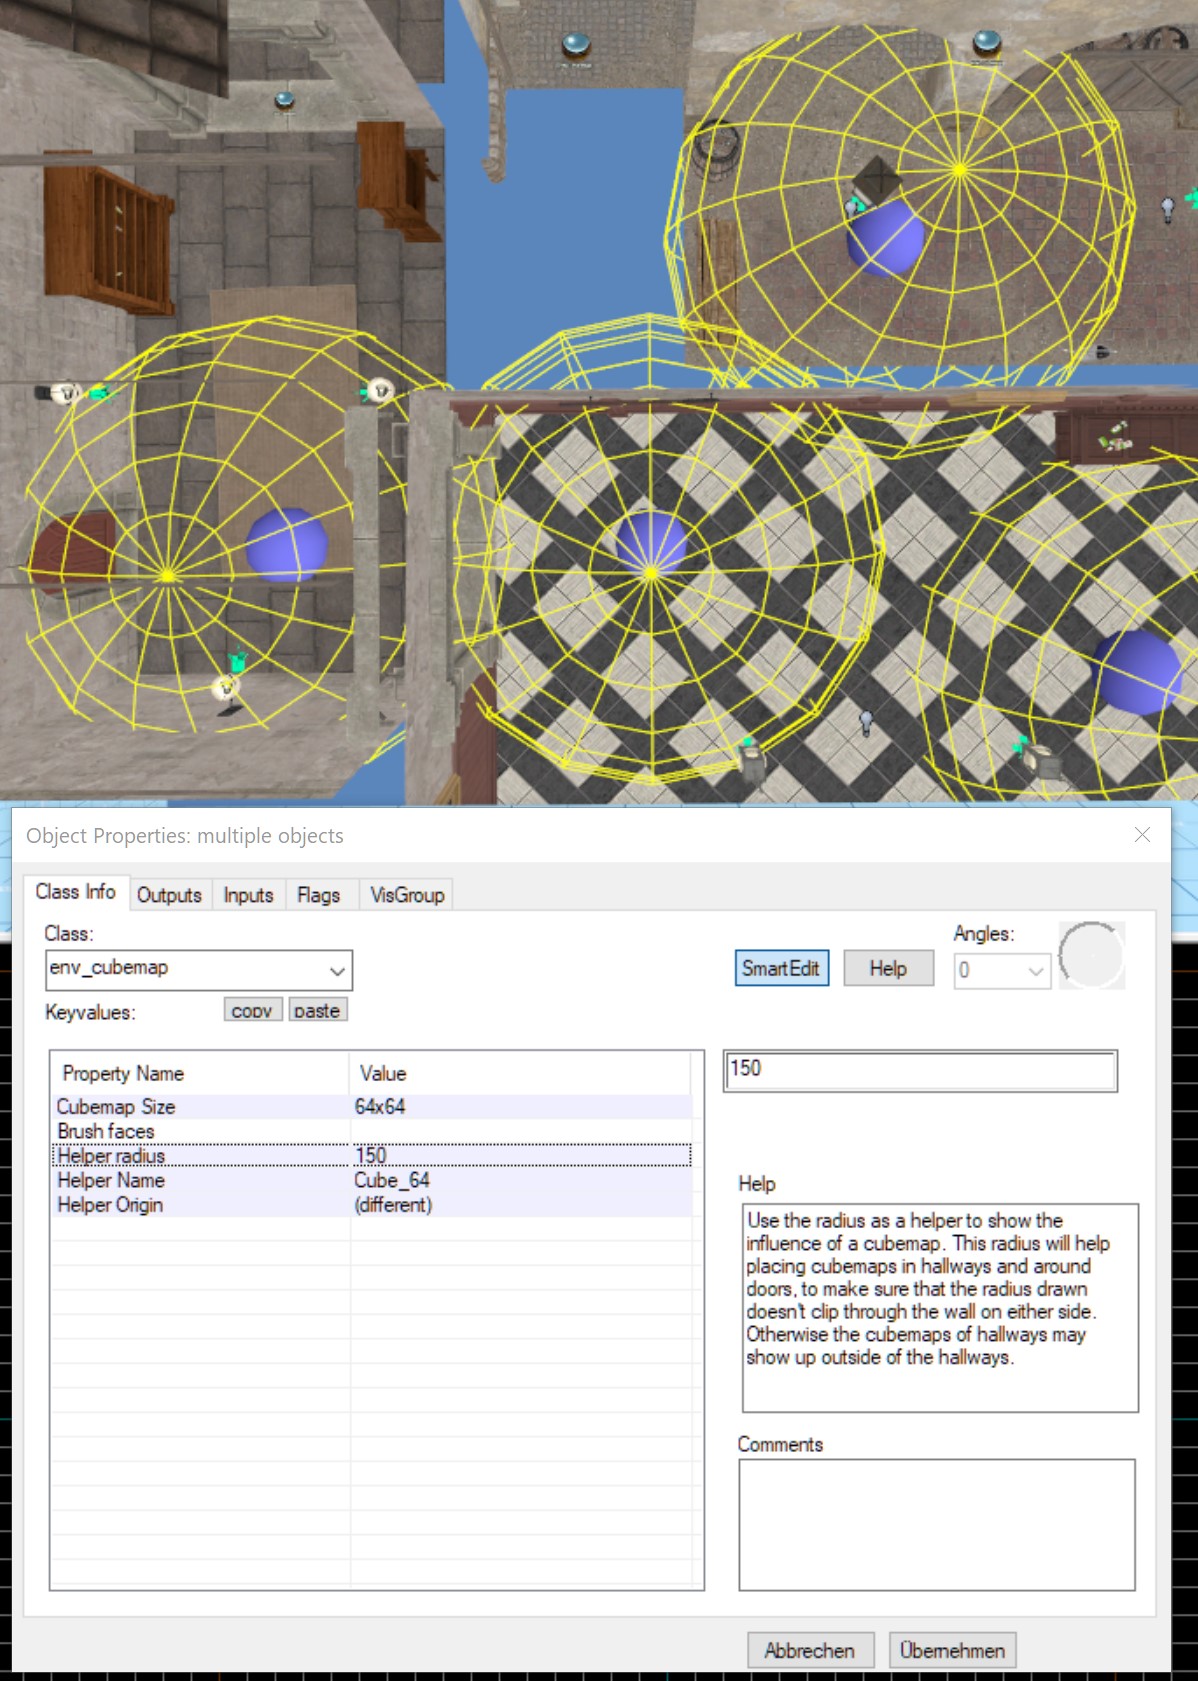 Object Properties: multiple objects
Class Info
Outputs
Inputs
Flags
VisGroup
Class:
env_cubemap
SmartEdit
Help
Angles:
0
Keyvalues:
copy
paste
Property Name
Value
150
Cubemap Size
64x64
Brush faces
Helper radius
150
Helper Name
Cube_64
Helper Origin
(different)
Help
Use the radius as a helper to show the
influence of a cubemap. This radius will help
placing cubemaps in hallways and around
doors, to make sure that the radius drawn
doesn't clip through the wall on either side.
Otherwise the cubemaps of hallways may
show up outside of the hallways.
Comments
Abbrechen
Übernehmen